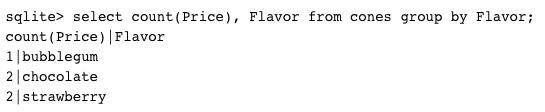 sqlite> select count(Price), Flavor from cones group by Flavor;
count(Price)|Flavor
1|bubblegum
2|chocolate
2|strawberry